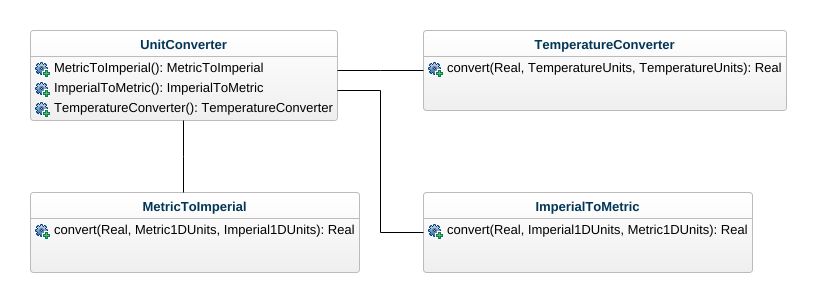 UnitConverter
MetricToImperial(): MetricToImperial
ImperialToMetric(): ImperialToMetric
TemperatureConverter(): TemperatureConverter
TemperatureConverter
convert(Real, TemperatureUnits, TemperatureUnits): Real
MetricToImperial
convert(Real, Metric1DUnits, Imperial1DUnits): Real
ImperialToMetric
convert(Real, Imperial1DUnits, Metric1DUnits): Real